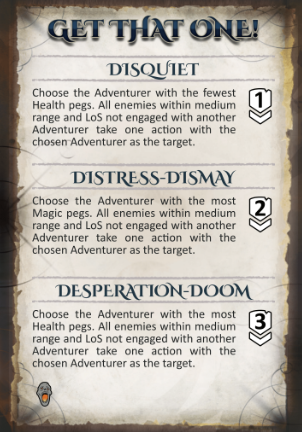 GET THAT ONE!
DISQUIET
Choose the Adventurer with the fewest
Health pegs. All enemies within medium
range and LoS not engaged with another
Adventurer take one action with the
chosen Adventurer as the target.
1
DISTRESS-DISMAY
Choose the Adventurer with the most
Magic pegs. All enemies within medium
range and LoS not engaged with another
Adventurer take one action with the
chosen Adventurer as the target.
2
DESPERATION-DOOM
Choose the Adventurer with the most
Health pegs. All enemies within medium
range and LoS not engaged with another
Adventurer take one action with the
chosen Adventurer as the target.
3